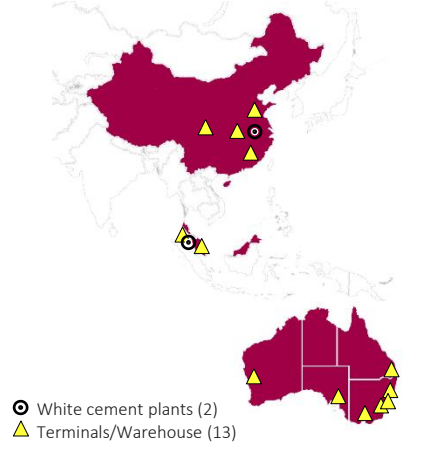 White cement plants (2)
Terminals/Warehouse (13)